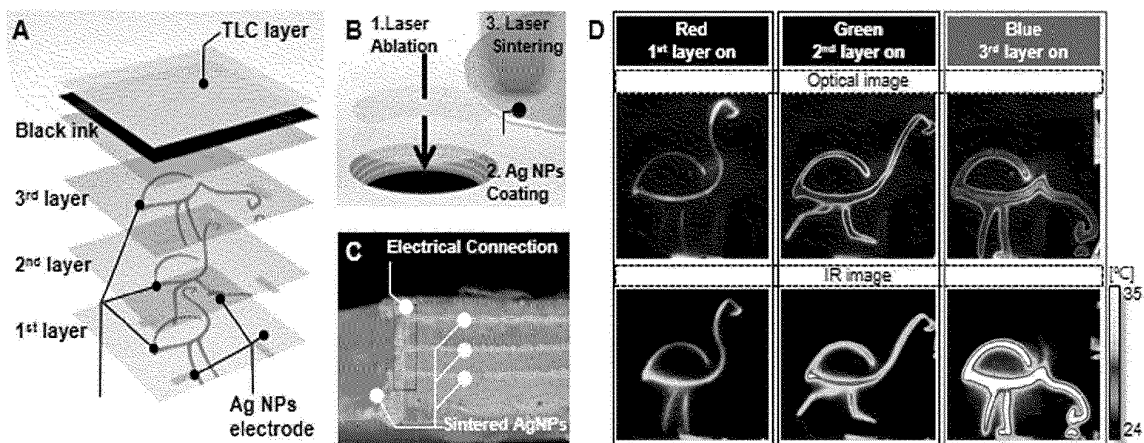 A
TLC layer
Black ink
3rd layer
2nd layer
1st layer
Ag NPs
electrode
B
1.Laser
Ablation
3. Laser
Sintering
2. Ag NPs
Coating
C
Electrical Connection
Sintered AgNPs
D
Red
1st layer on
Green
2nd layer on
Blue
3rd layer on
Optical image
IR image
[℃]
35
24